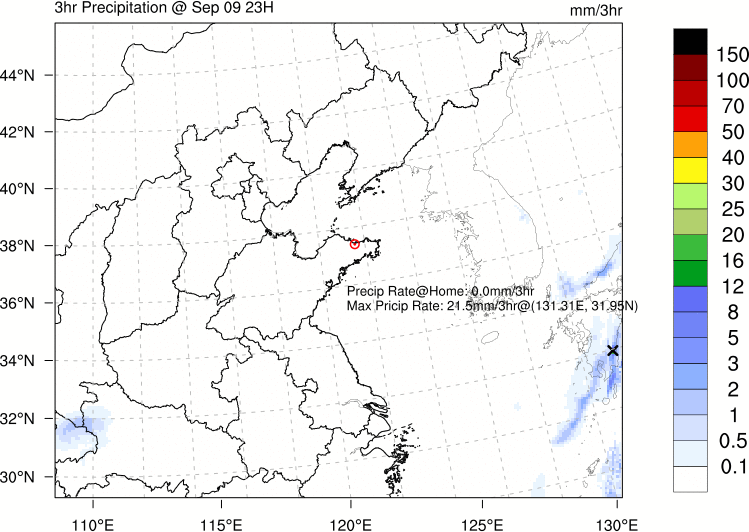 3hr Precipitation @ Sep 09 23H
mm/3hr
44°N
42°N
40°N
38°N
36°N
34°N
32°N
30°N
110°E
115°E
120°E
125°E
130°E
Precip Rate@Home: 0.0mm/3hr
Max Pricip Rate: 21.5mm/3hr@(131.31E, 31.95N)
150
100
70
50
40
30
25
20
16
12
8
5
3
2
1
0.5
0.1